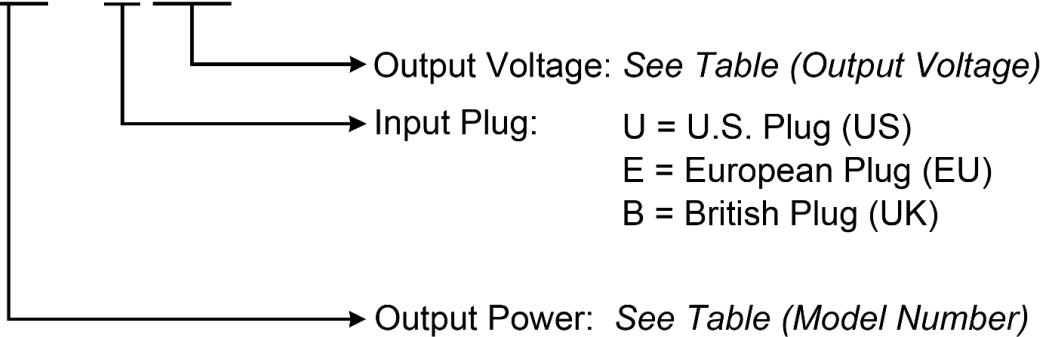 Output Voltage: See Table (Output Voltage)
Input Plug: U = U.S. Plug (US)
E = European Plug (EU)
B = British Plug (UK)
Output Power: See Table (Model Number)